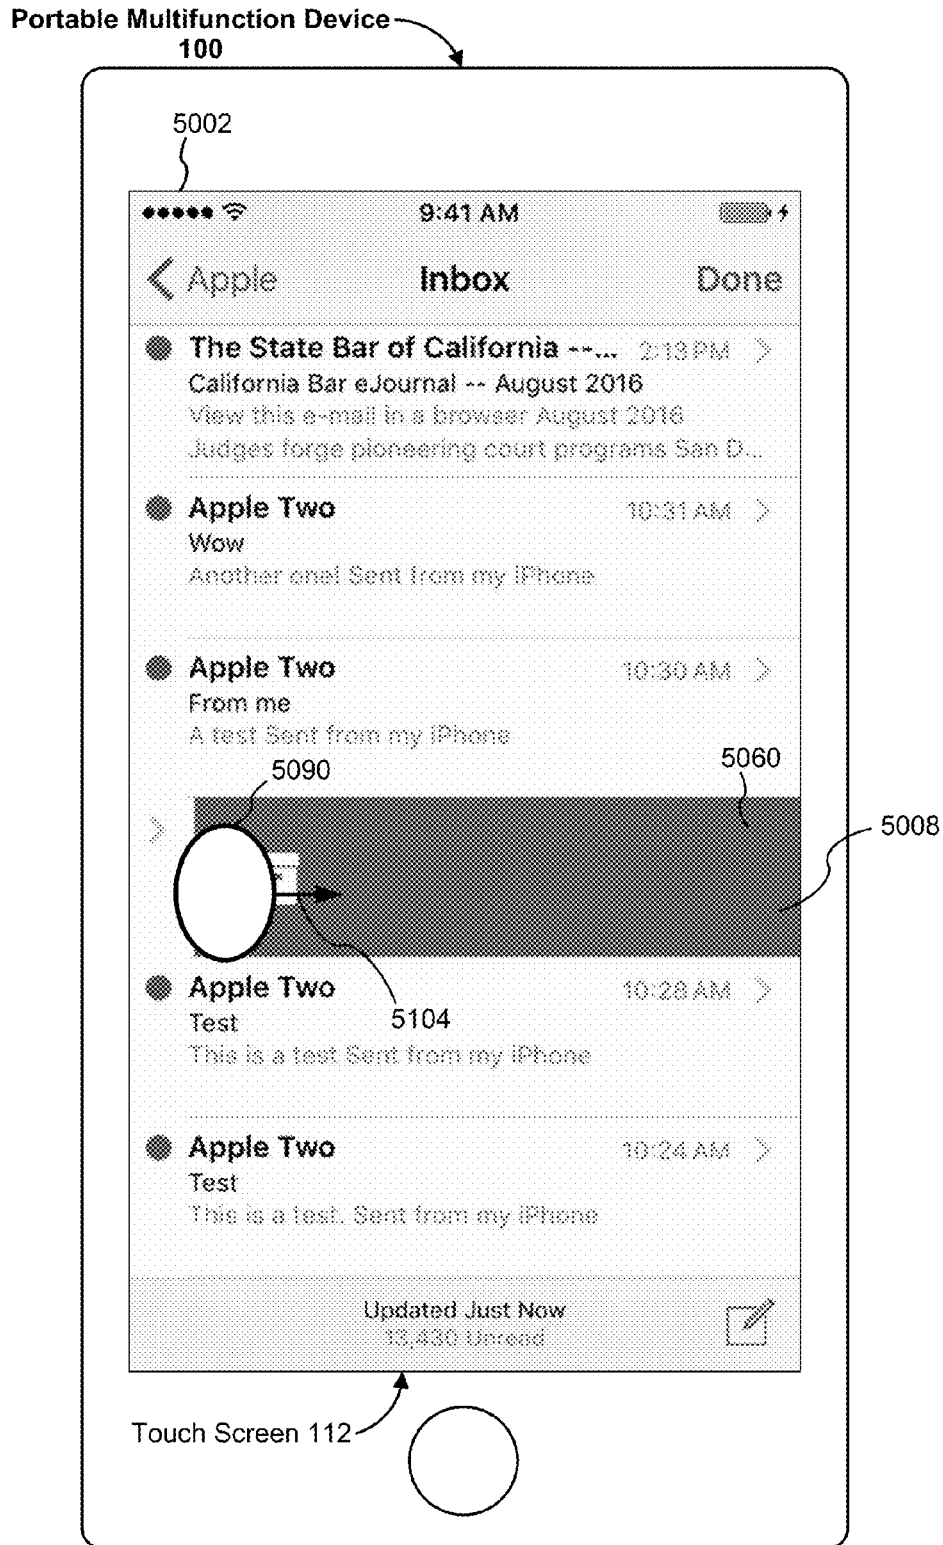 Portable Multifunction Device
100
5002
9:41 AM
Apple Inbox Done
The State Bar of California --... 2:13 PM
California Bar eJournal -- August 2016
View this e-mail in a browser August 2016
Judges forge pioneering court programs San D...
Apple Two 10:31 AM
Wow
Another one! Sent from my iPhone
Apple Two 10:30 AM
From me
A test Sent from my iPhone
5090
5060
5008
Apple Two 10:28 AM
5104
Test
This is a test Sent from my iPhone
Apple Two 10:24 AM
Test
This is a test. Sent from my iPhone
Updated Just Now
13,430 Unread
Touch Screen 112